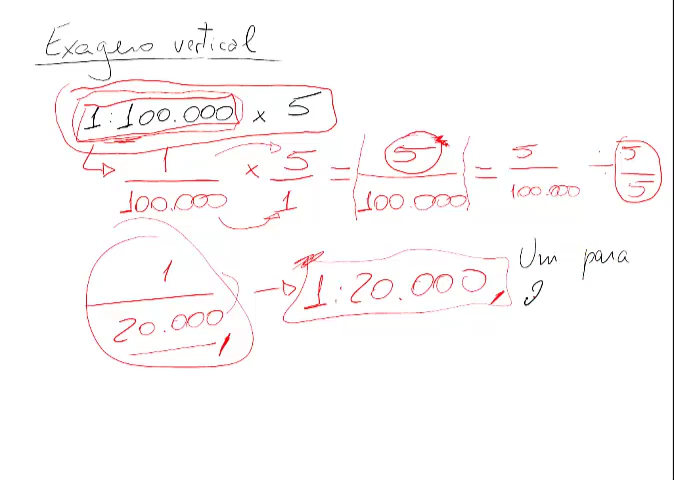 Exagero vertical
1:100.000 x 5
1/100.000 x 5/1 = 5/100.000 = 5/100.000 ÷ 5/5
1/20.000 → 1:20.000 Um para
2